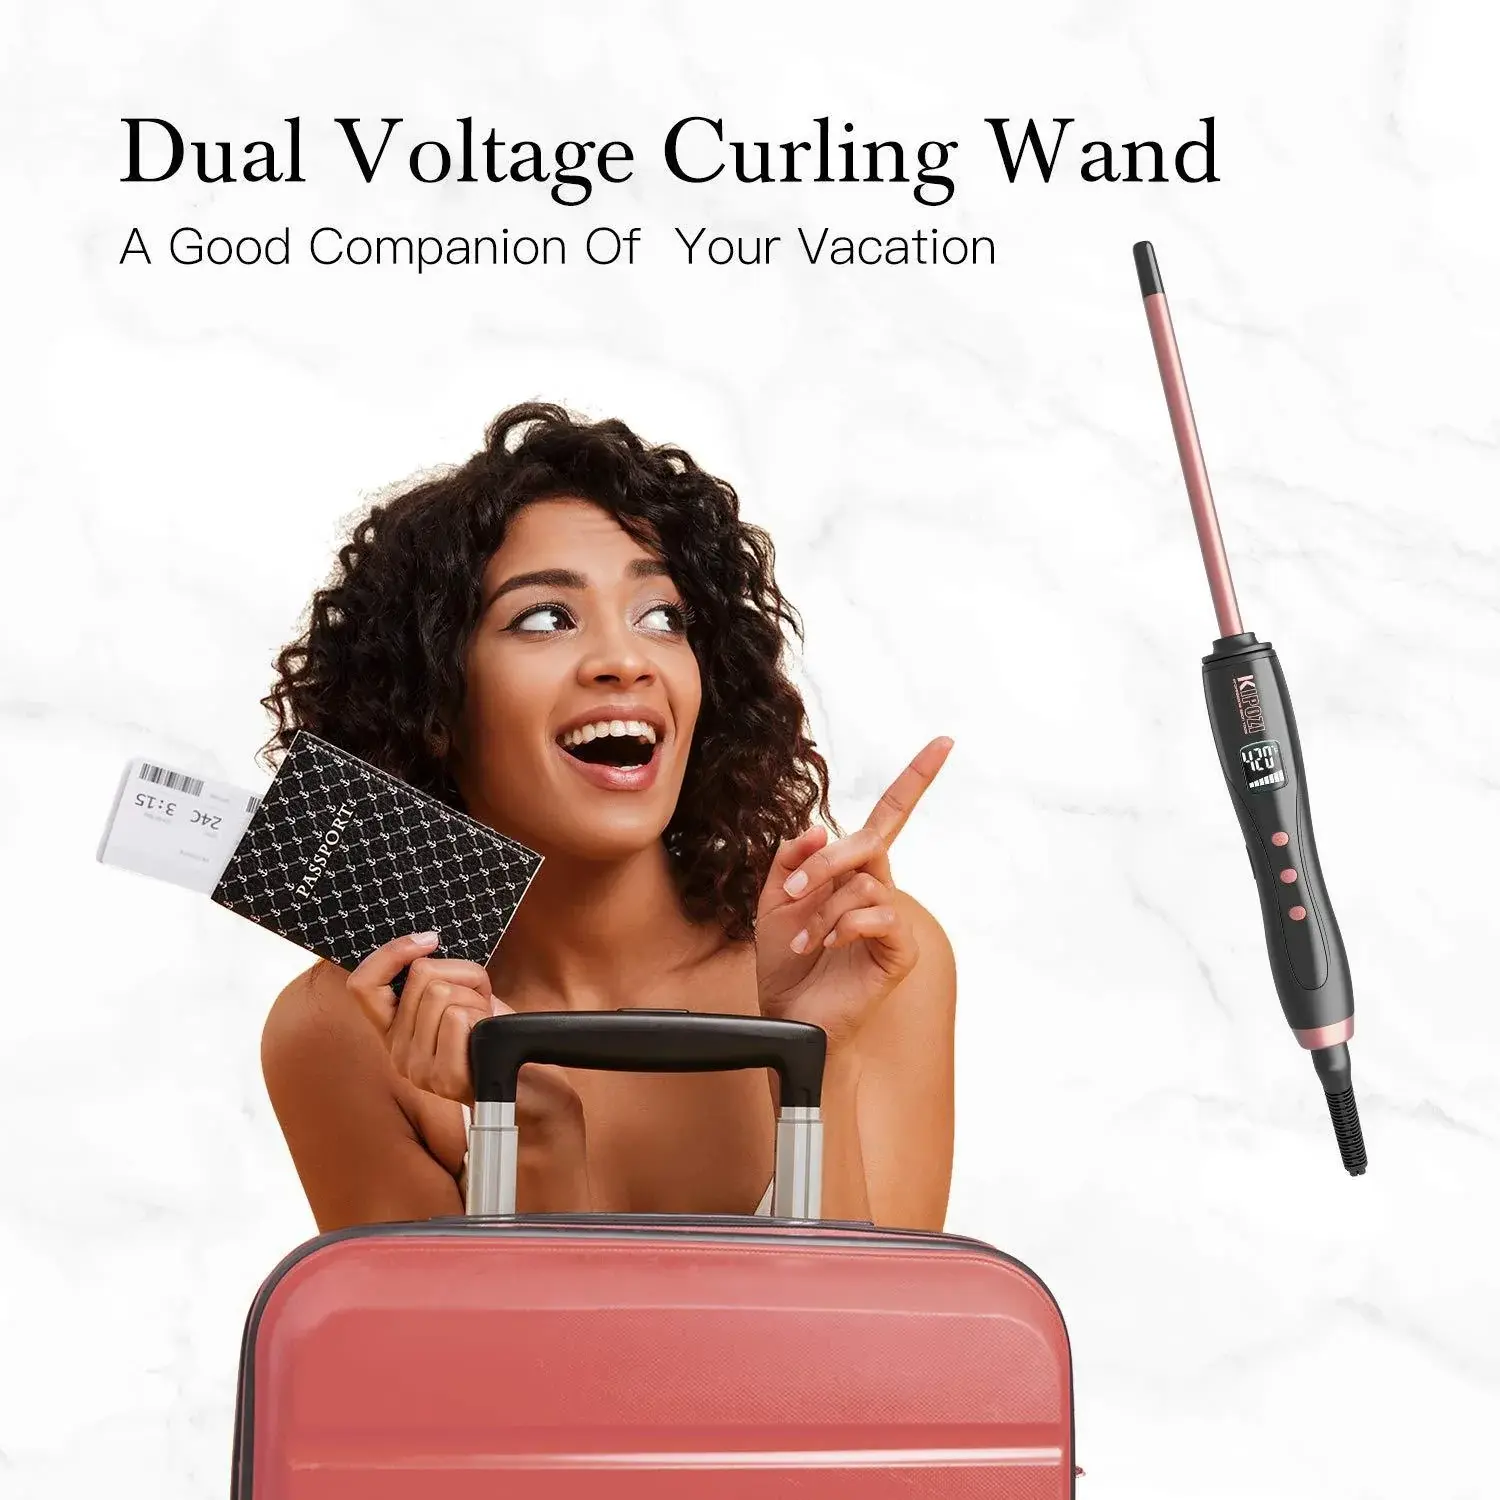 Dual Voltage Curling Wand
A Good Companion Of Your Vacation
3:15
24C
PASSPORT
KIPOZI
420